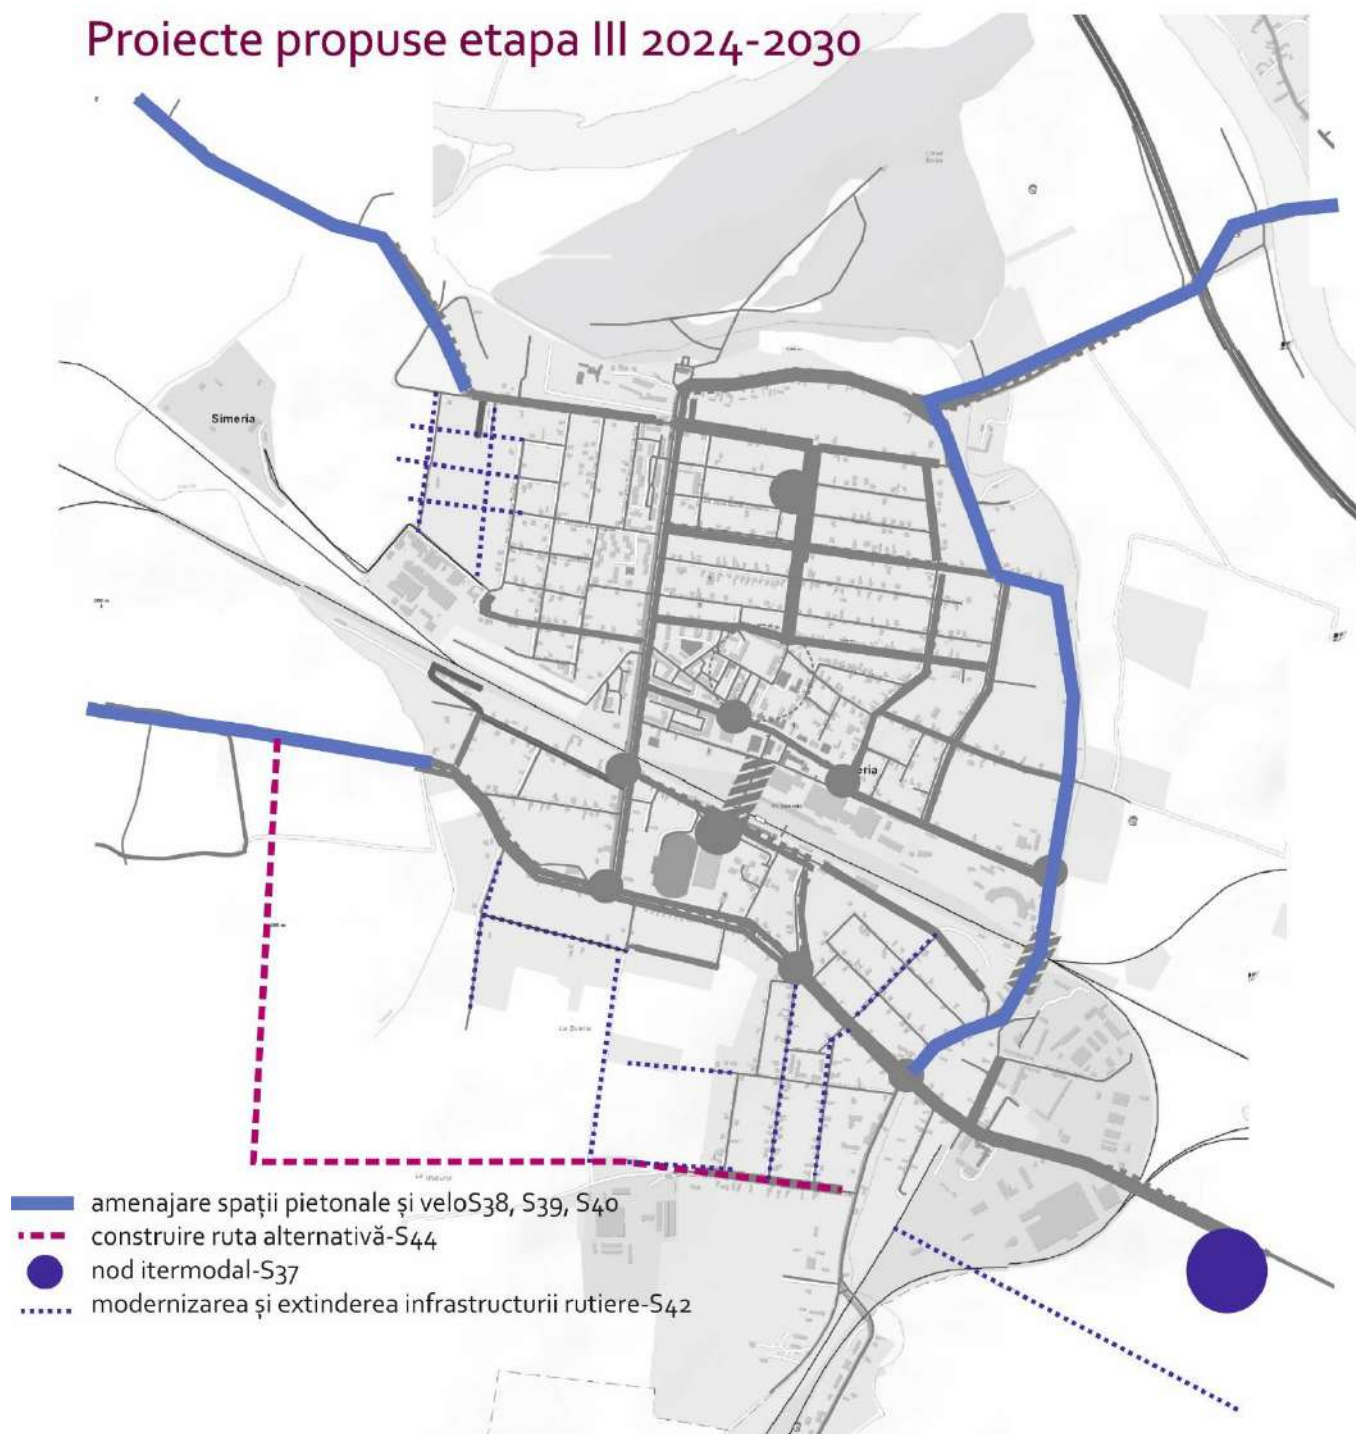 Proiecte propuse etapa III 2024-2030
Simeria
eria
amenajare spații pietonale și veloS38, S39, S40
construire ruta alternativă-S44
nod itermodal-S37
modernizarea și extinderea infrastructurii rutiere-S42